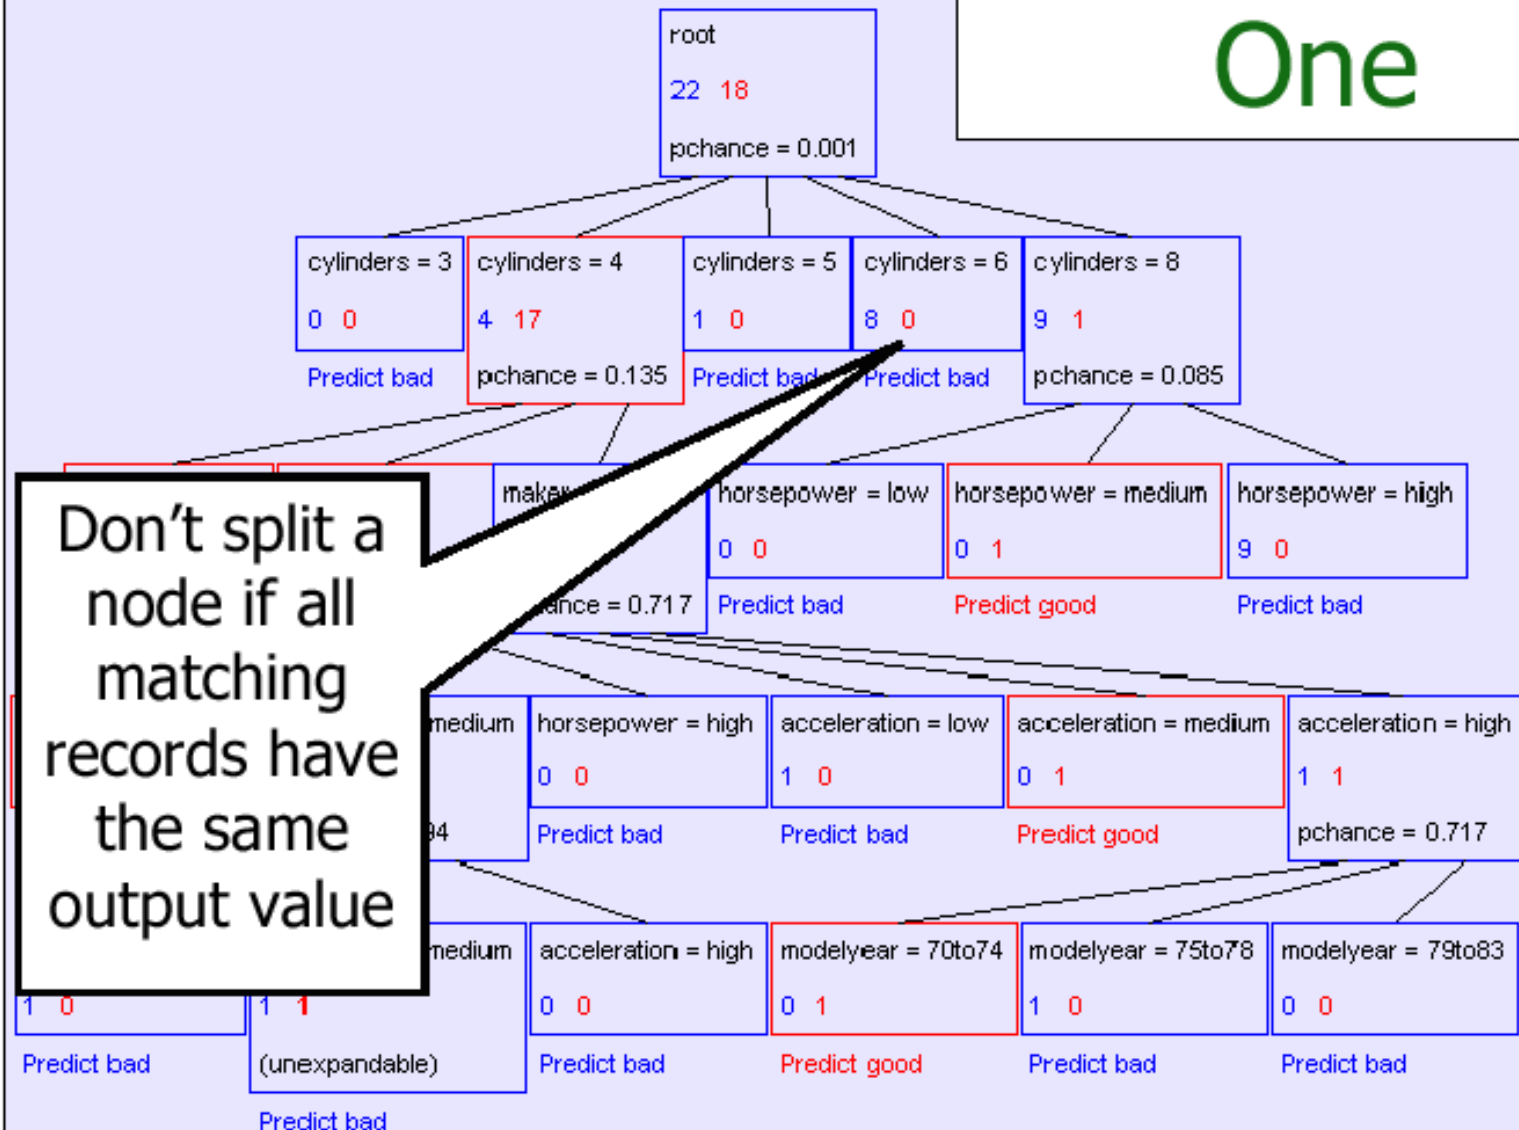 One
root
22 18
pchance = 0.001
cylinders = 3
0 0
Predict bad
cylinders = 4
4 17
pchance = 0.135
cylinders = 5
1 0
Predict bad
cylinders = 6
8 0
Predict bad
cylinders = 8
9 1
pchance = 0.085
Don't split a
node if all
matching
records have
the same
output value
maker
= 0.717
horsepower = low
0 0
Predict bad
horsepower = medium
0 1
Predict good
horsepower = high
9 0
Predict bad
medium
94
horsepower = high
0 0
Predict bad
acceleration = low
1 0
Predict bad
acceleration = medium
0 1
Predict good
acceleration = high
1 1
pchance = 0.717
1 0
Predict bad
medium
1 1
(unexpandable)
Predict bad
acceleration = high
0 0
Predict bad
modelyear = 70to74
0 1
Predict good
modelyear = 75to78
1 0
Predict bad
modelyear = 79to83
0 0
Predict bad